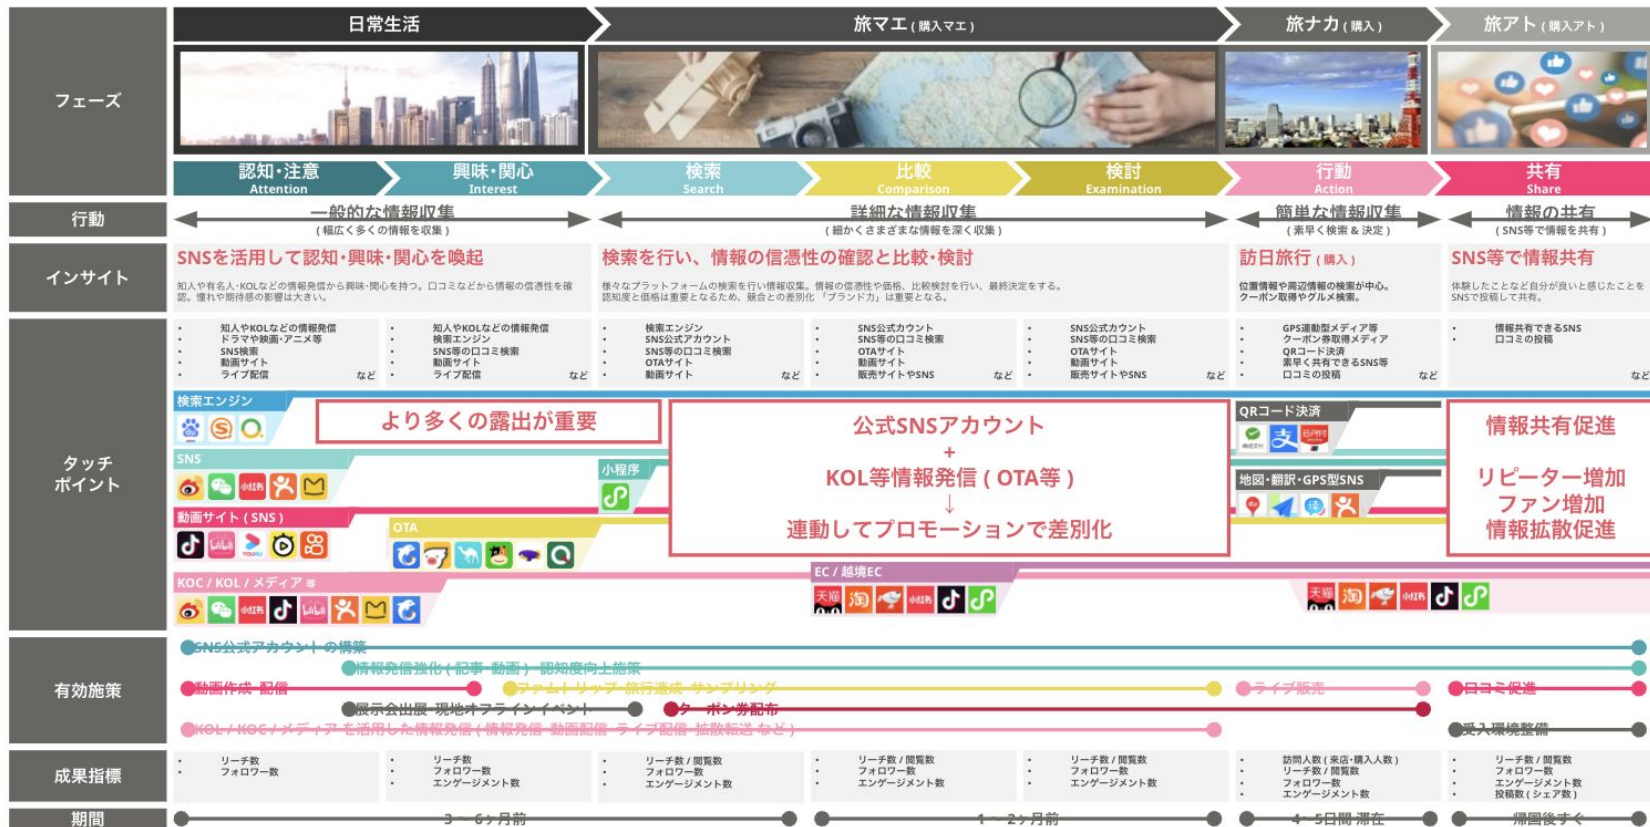 フェーズ
日常生活
旅マエ ( 購入マエ )
旅ナカ ( 購入 )
旅アト ( 購入アト )
認知・注意
Attention
興味・関心
Interest
検索
Search
比較
Comparison
検討
Examination
行動
Action
共有
Share
行動
一般的な情報収集
( 幅広く多くの情報を収集 )
詳細な情報収集
( 細かくさまざまな情報を深く収集 )
簡単な情報収集
( 素早く検索 & 決定 )
情報の共有
( SNS等で情報を共有 )
インサイト
SNSを活用して認知・興味・関心を喚起
知人や有名人・KOLなどの情報発信から興味・関心を持つ。口コミなどから情報の信憑性を確
認。憧れや期待感の影響は大きい。
検索を行い、情報の信憑性の確認と比較・検討
様々なプラットフォームの検索を行い情報収集。情報の信憑性や価格、比較検討を行い、最終決定をする。
認知度と価格は重要となるため、競合との差別化 「ブランド力」は重要となる。
訪日旅行 ( 購入 )
位置情報や周辺情報の検索が中心。
クーポン取得やグルメ検索。
SNS等で情報共有
体験したことなど自分が良いと感じたことを
SNSで投稿して共有。
タッチ
ポイント
・ 知人やKOLなどの情報発信
・ ドラマや映画・アニメ等
・ SNS検索
・ 動画サイト
・ ライブ配信 など
・ 知人やKOLなどの情報発信
・ 検索エンジン
・ SNS等の口コミ検索
・ 動画サイト
・ ライブ配信 など
・ 検索エンジン
・ SNS公式アカウント
・ SNS等の口コミ検索
・ OTAサイト
・ 動画サイト など
・ SNS公式カウント
・ SNS等の口コミ検索
・ OTAサイト
・ 動画サイト
・ 販売サイトやSNS など
・ SNS公式カウント
・ SNS等の口コミ検索
・ OTAサイト
・ 動画サイト
・ 販売サイトやSNS など
・ GPS連動型メディア等
・ クーポン券取得メディア
・ QRコード決済
・ 素早く共有できるSNS等
・ 口コミの投稿 など
・ 情報共有できるSNS
・ 口コミの投稿
など
検索エンジン
より多くの露出が重要
SNS
小红书
小程序
動画サイト ( SNS )
YOUKU
OTA
KOC / KOL / メディア 等
小红书
公式SNSアカウント
+
KOL等情報発信 ( OTA等 )
↓
連動してプロモーションで差別化
EC / 越境EC
天猫
淘
小红书
QRコード決済
支
地図・翻訳・GPS型SNS
天猫
淘
小红书
情報共有促進
リピーター増加
ファン増加
情報拡散促進
有効施策
SNS公式アカウントの構築
情報発信強化 ( 記事・動画 )・認知度向上施策
動画作成・配信
ファムトリップ・旅行造成・サンプリング
ライブ販売
口コミ促進
展示会出展・現地オフラインイベント
クーポン券配布
KOL / KOC / メディア を活用した情報発信 ( 情報発信・動画配信・ライブ配信・拡散転送 など )
受入環境整備
成果指標
・ リーチ数
・ フォロワー数
・ リーチ数
・ フォロワー数
・ エンゲージメント数
・ リーチ数 / 閲覧数
・ フォロワー数
・ エンゲージメント数
・ リーチ数 / 閲覧数
・ フォロワー数
・ エンゲージメント数
・ リーチ数 / 閲覧数
・ フォロワー数
・ エンゲージメント数
・ 訪問人数 ( 来店・購入人数 )
・ リーチ数 / 閲覧数
・ フォロワー数
・ エンゲージメント数
・ リーチ数 / 閲覧数
・ フォロワー数
・ エンゲージメント数
・ 投稿数 ( シェア数 )
期間
3 〜 6ヶ月前
1 〜 2ヶ月前
4〜5日間 滞在
帰国後すぐ